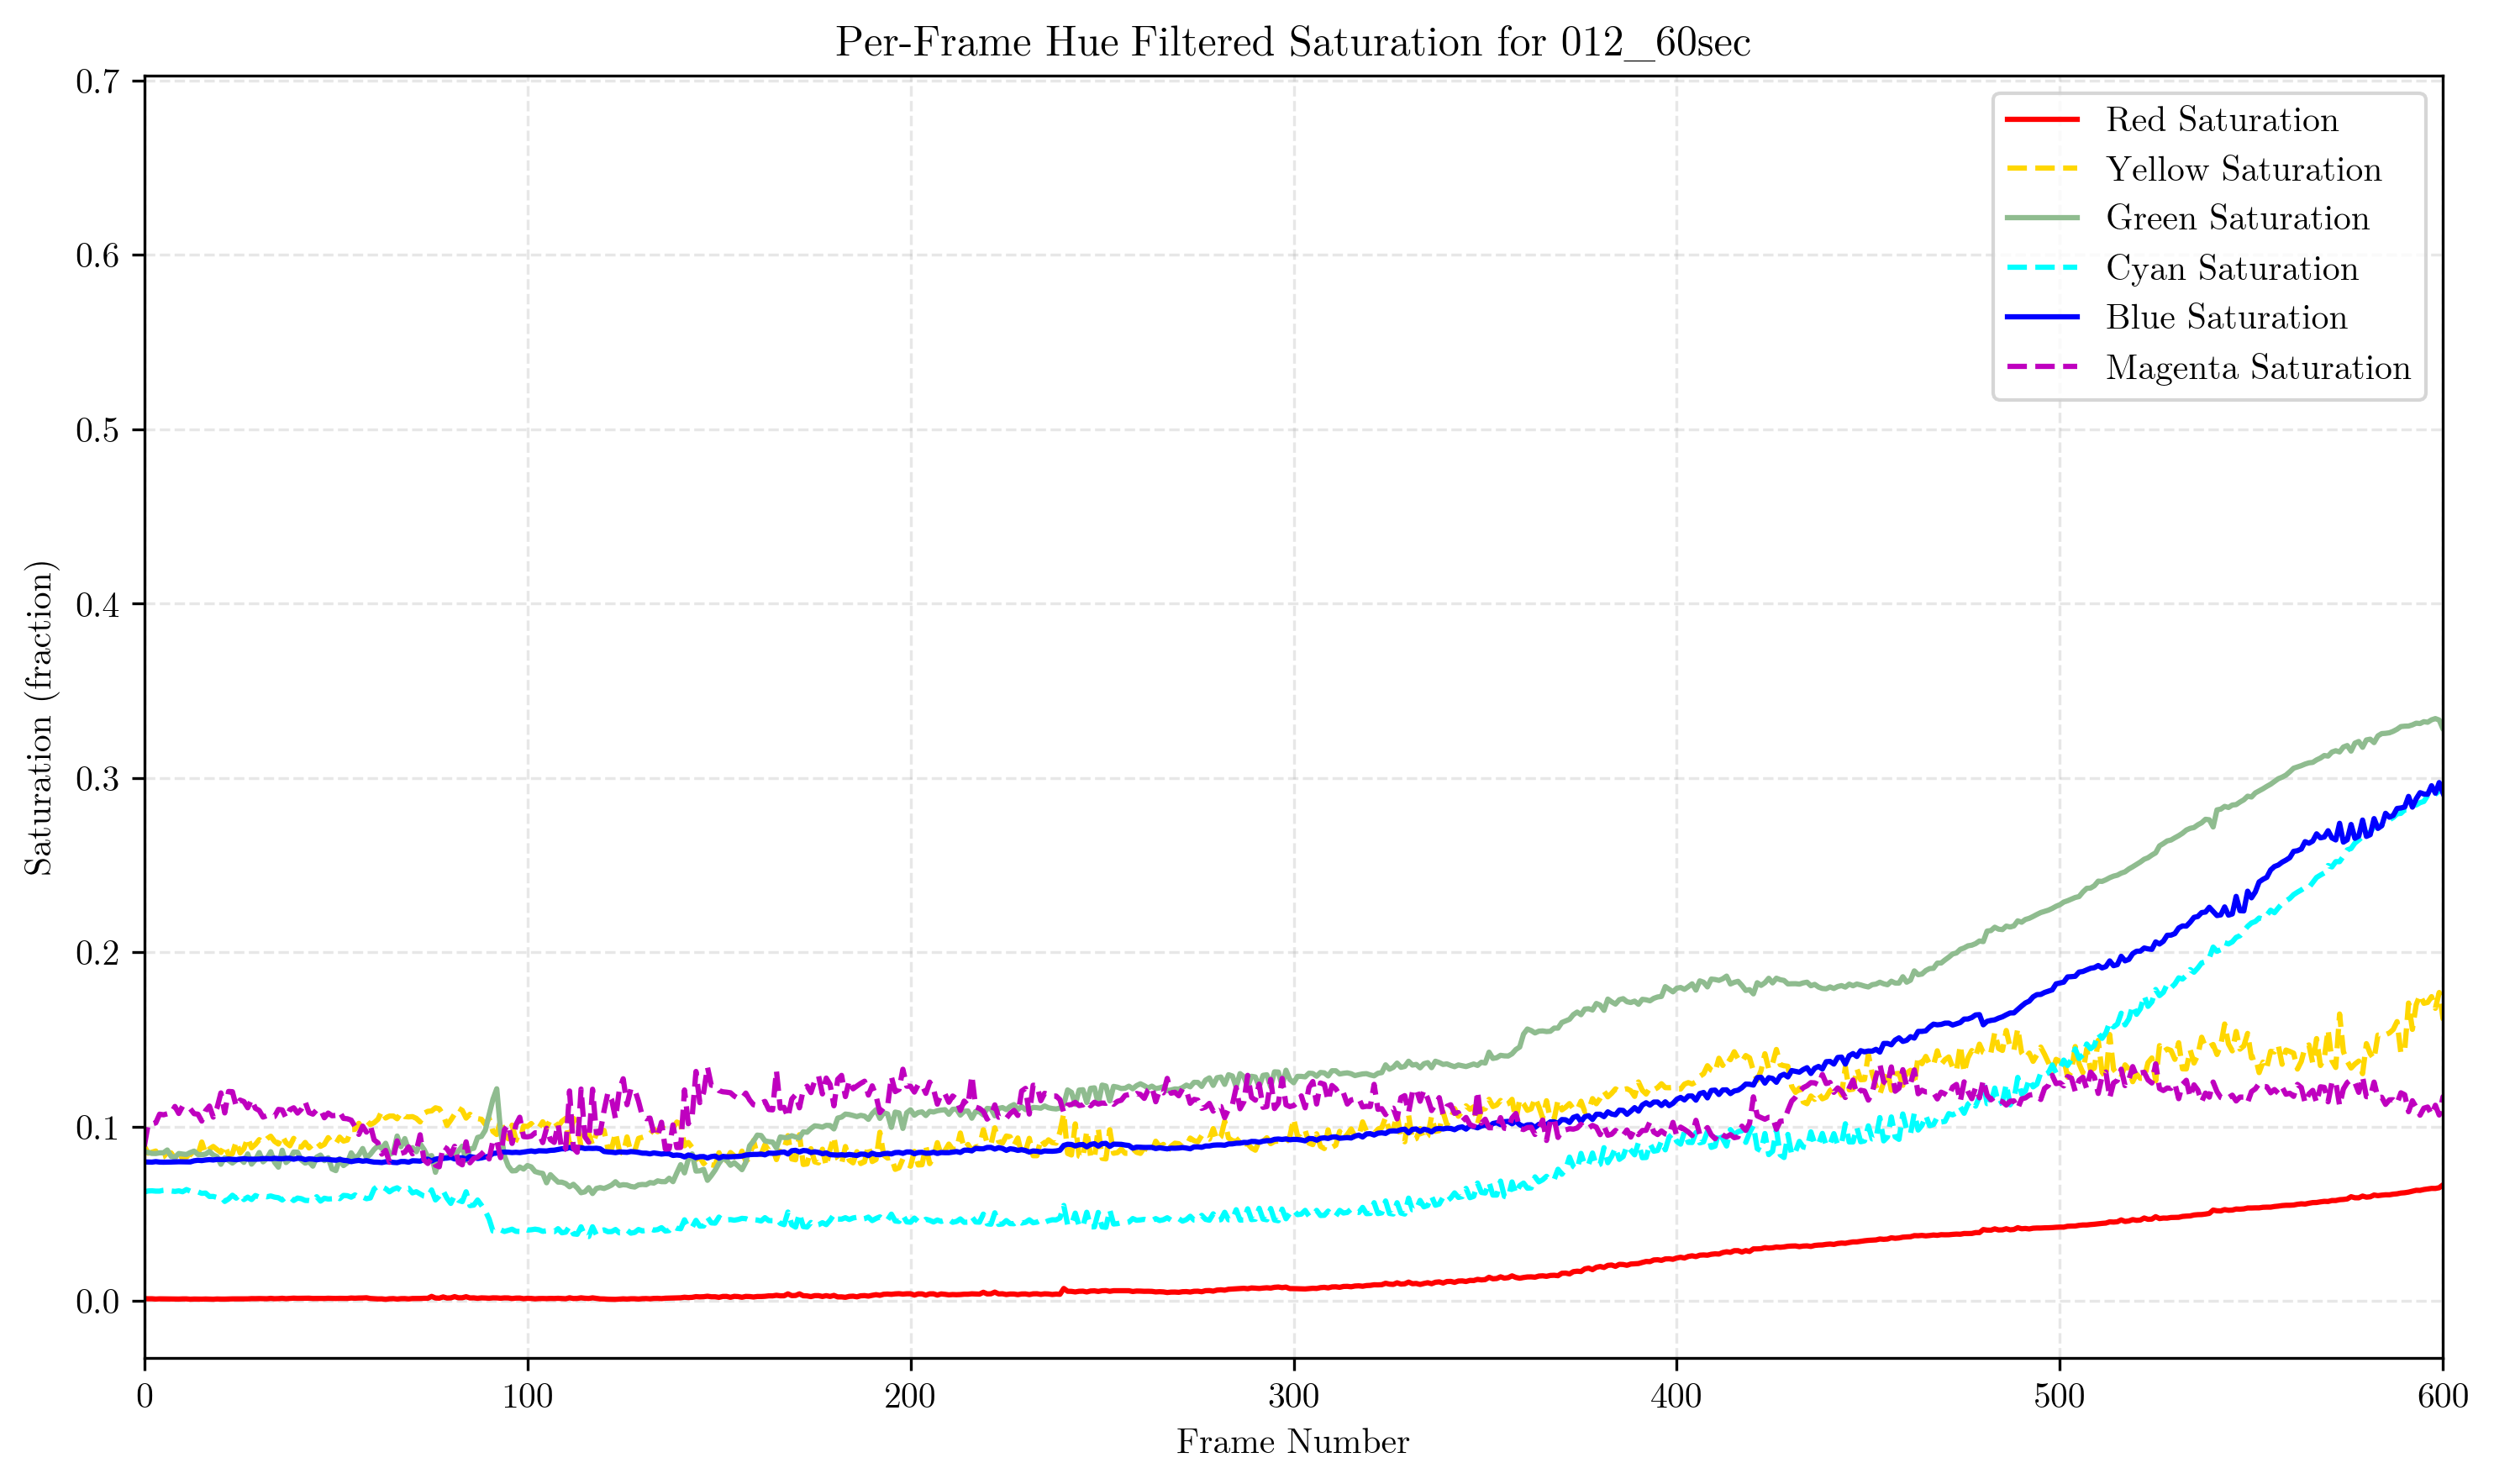 Per-Frame Hue Filtered Saturation for 012_60sec
0.7
0.6
0.5
0.4
0.3
0.2
0.1
0.0
Saturation (fraction)
Red Saturation
Yellow Saturation
Green Saturation
Cyan Saturation
Blue Saturation
Magenta Saturation
0 100 200 300 400 500 600
Frame Number